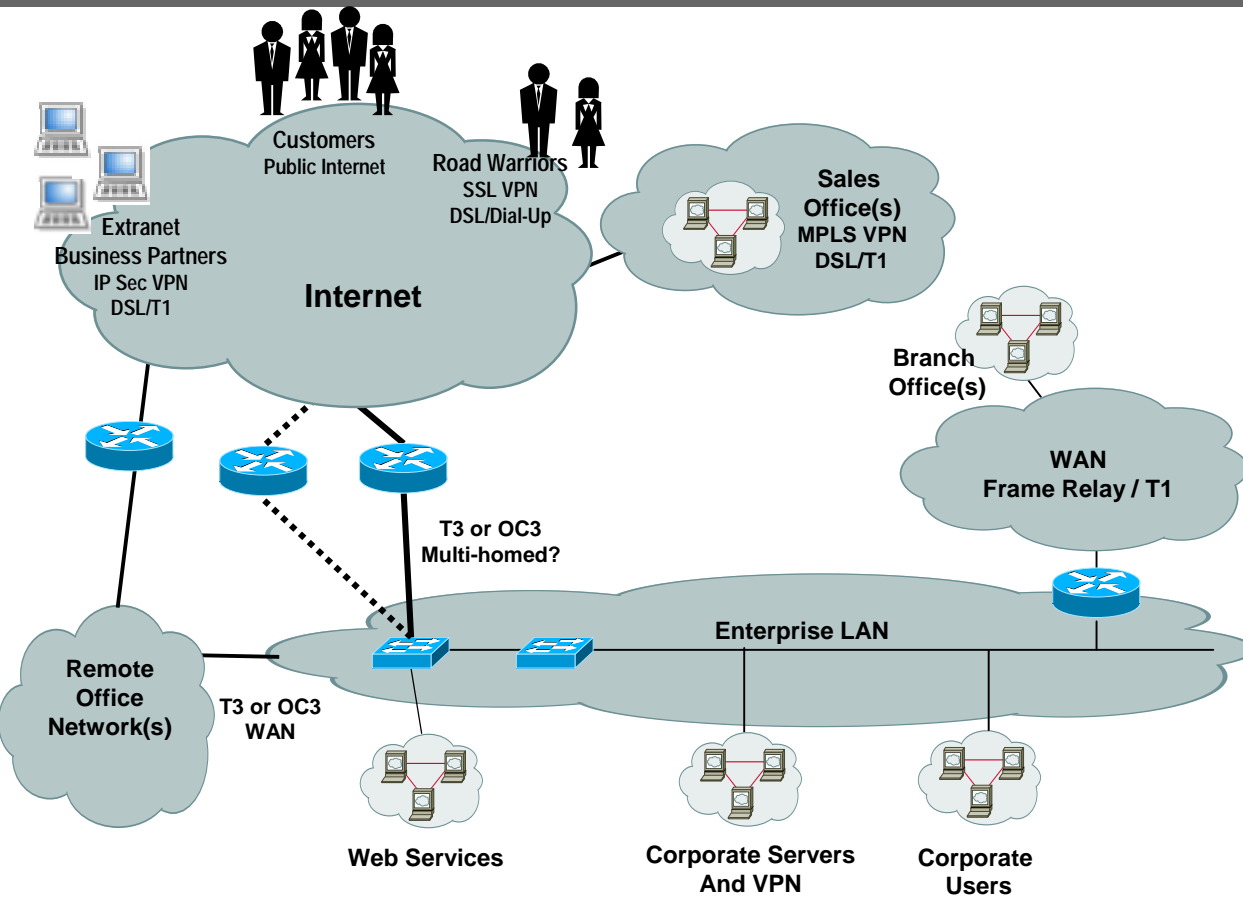 Customers
Public Internet
Road Warriors
SSL VPN
DSL/Dial-Up
Extranet
Business Partners
IP Sec VPN
DSL/T1
Internet
Sales
Office(s)
MPLS VPN
DSL/T1
Branch
Office(s)
WAN
Frame Relay / T1
T3 or OC3
Multi-homed?
Enterprise LAN
Remote
Office
Network(s)
T3 or OC3
WAN
Web Services
Corporate Servers
And VPN
Corporate
Users